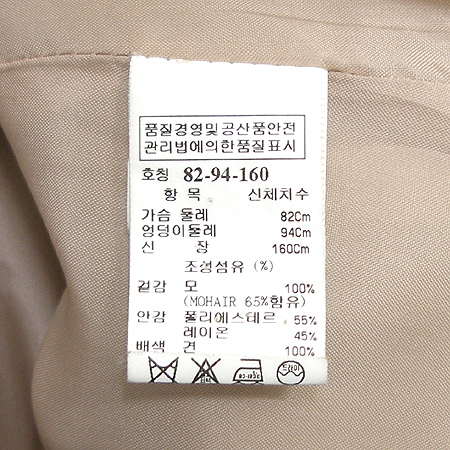 품질경영및공산품안전
관리법에의한품질표시
호칭 82-94-160
항 목 신체치수
가슴 둘레 82Cm
엉덩이둘레 94Cm
신 장 160Cm
조성섬유 (%)
겉감 모 100%
(MOHAIR 65%함유)
안감 폴리에스테르 55%
레이온 45%
배색 견 100%
드라이